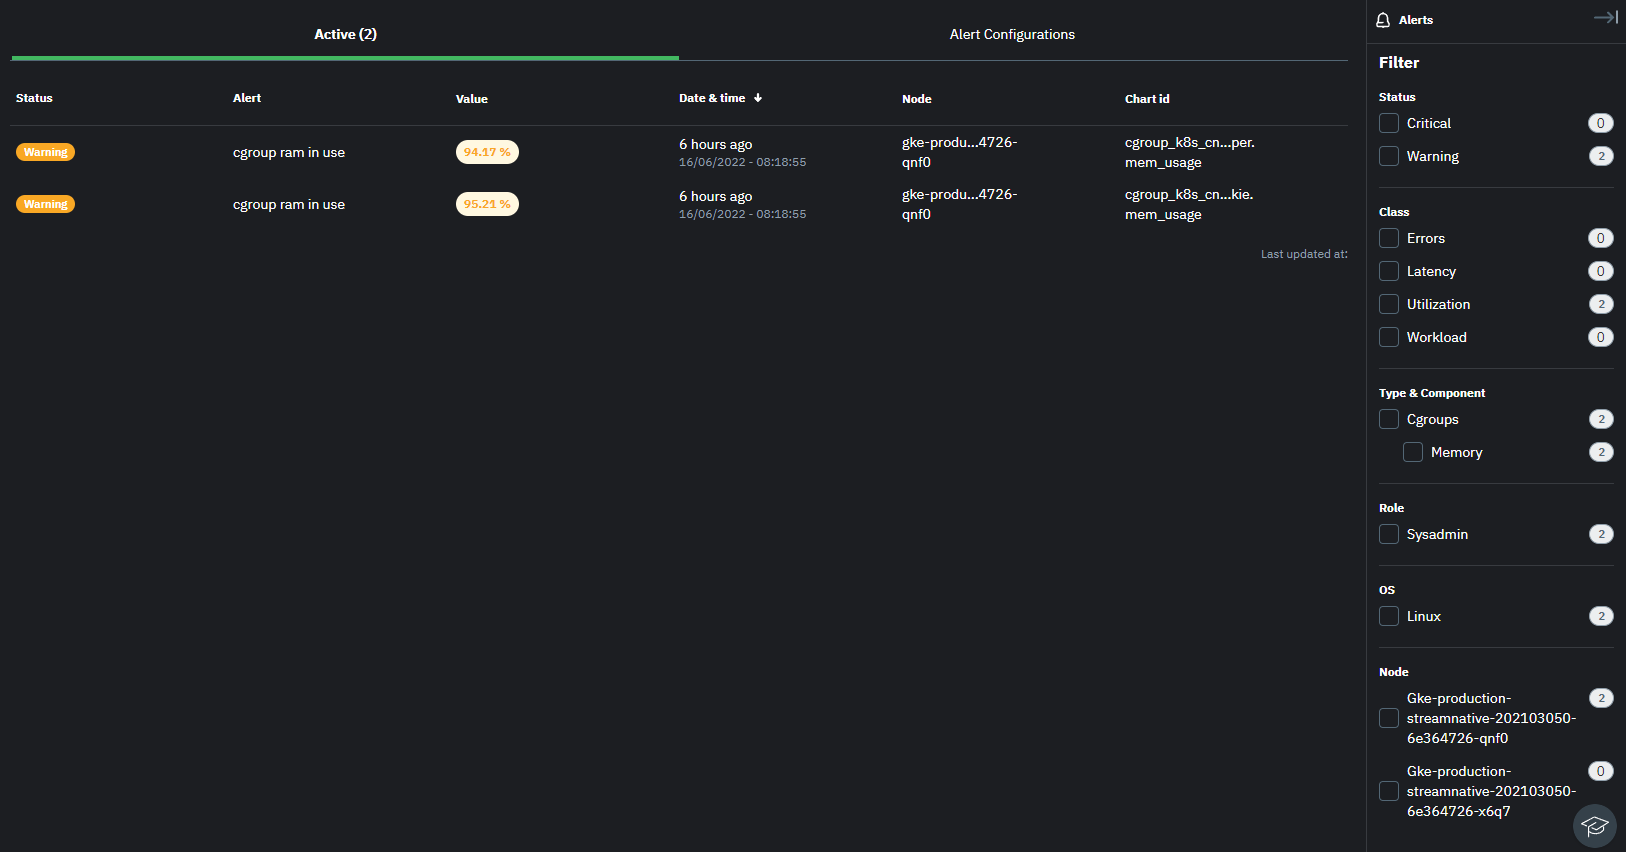 Active (2)
Alert Configurations
Status Alert Value Date & time Node Chart id
Warning cgroup ram in use 94.17 % 6 hours ago gke-produ...4726- cgroup_k8s_cn...per.
16/06/2022 - 08:18:55 qnf0 mem_usage
Warning cgroup ram in use 95.21 % 6 hours ago gke-produ...4726- cgroup_k8s_cn...kie.
16/06/2022 - 08:18:55 qnf0 mem_usage
Last updated at:
Alerts
Filter
Status
Critical 0
Warning 2
Class
Errors 0
Latency 0
Utilization 2
Workload 0
Type & Component
Cgroups 2
Memory 2
Role
Sysadmin 2
OS
Linux 2
Node
Gke-production- 2
streamnative-202103050-
6e364726-qnf0
Gke-production- 0
streamnative-202103050-
6e364726-x6q7